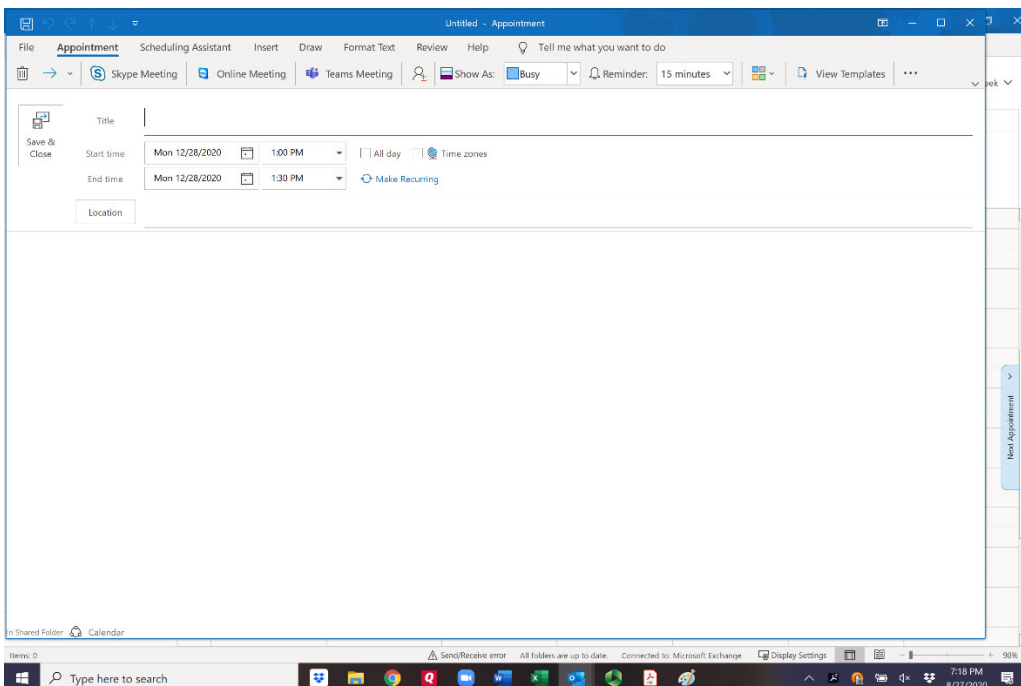 Untitled - Appointment
File Appointment Scheduling Assistant Insert Draw Format Text Review Help Tell me what you want to do
Skype Meeting Online Meeting Teams Meeting Show As: Busy Reminder: 15 minutes View Templates
Save & Close
Title
Start time Mon 12/28/2020 1:00 PM All day Time zones
End time Mon 12/28/2020 1:30 PM Make Recurring
Location
Next Appointment
In Shared Folder Calendar
Items: 0 Send/Receive error All folders are up to date. Connected to: Microsoft Exchange Display Settings 90%
Type here to search
7:18 PM
8/27/2020